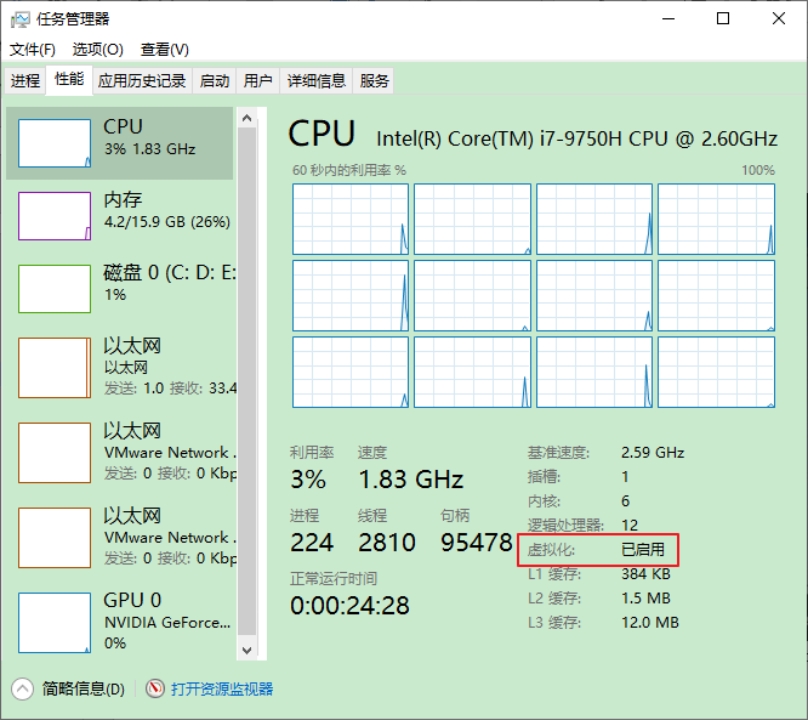 任务管理器
文件(F) 选项(O) 查看(V)
进程 性能 应用历史记录 启动 用户 详细信息 服务
CPU
3% 1.83 GHz
内存
4.2/15.9 GB (26%)
磁盘 0 (C: D: E:
1%
以太网
以太网
发送: 1.0 接收: 33.4
以太网
VMware Network .
发送: 0 接收: 0 Kbp
以太网
VMware Network .
发送: 0 接收: 0 Kbp
GPU 0
NVIDIA GeForce...
0%
CPU Intel(R) Core(TM) i7-9750H CPU @ 2.60GHz
60 秒内的利用率 % 100%
利用率 速度
3% 1.83 GHz
进程 线程 句柄
224 2810 95478
正常运行时间
0:00:24:28
基准速度: 2.59 GHz
插槽: 1
内核: 6
逻辑处理器: 12
虚拟化: 已启用
L1 缓存: 384 KB
L2 缓存: 1.5 MB
L3 缓存: 12.0 MB
简略信息(D) 打开资源监视器